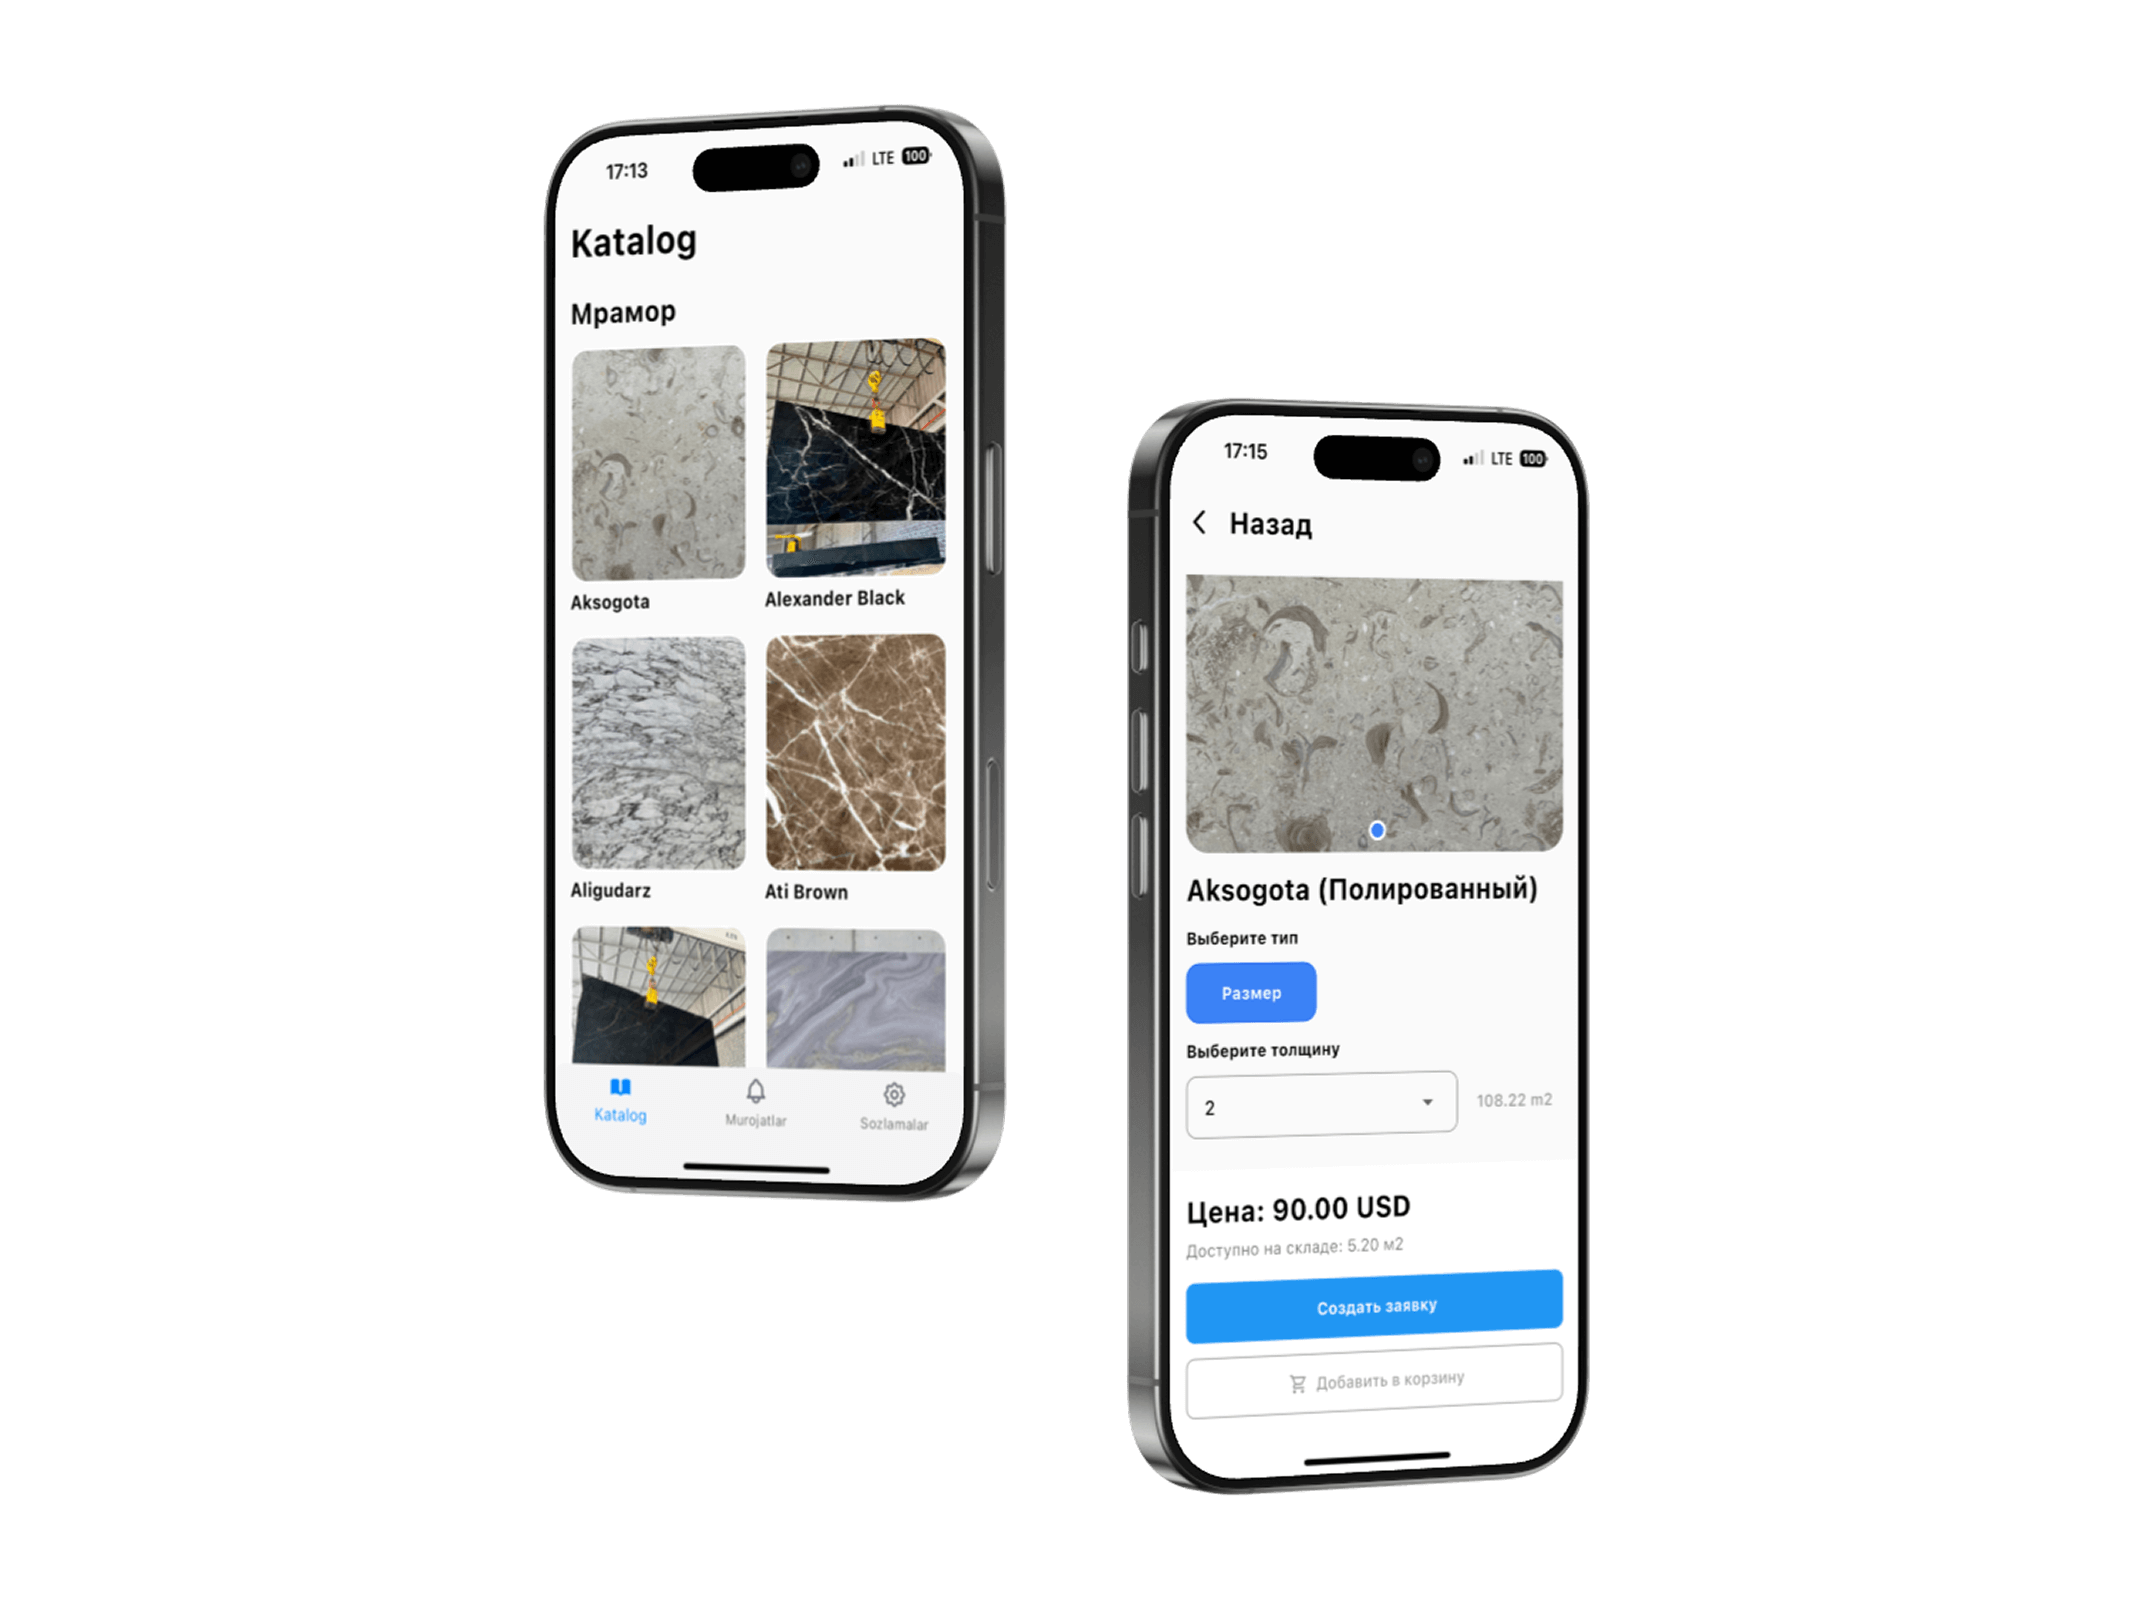 17:13 LTE 100
Katalog
Мрамор
Aksogota
Alexander Black
Aligudarz
Ati Brown
Katalog
Murojatlar
Sozlamalar
17:15 LTE 100
Назад
Aksogota (Полированный)
Выберите тип
Размер
Выберите толщину
2
108.22 m2
Цена: 90.00 USD
Доступно на складе: 5.20 м2
Создать заявку
Добавить в корзину